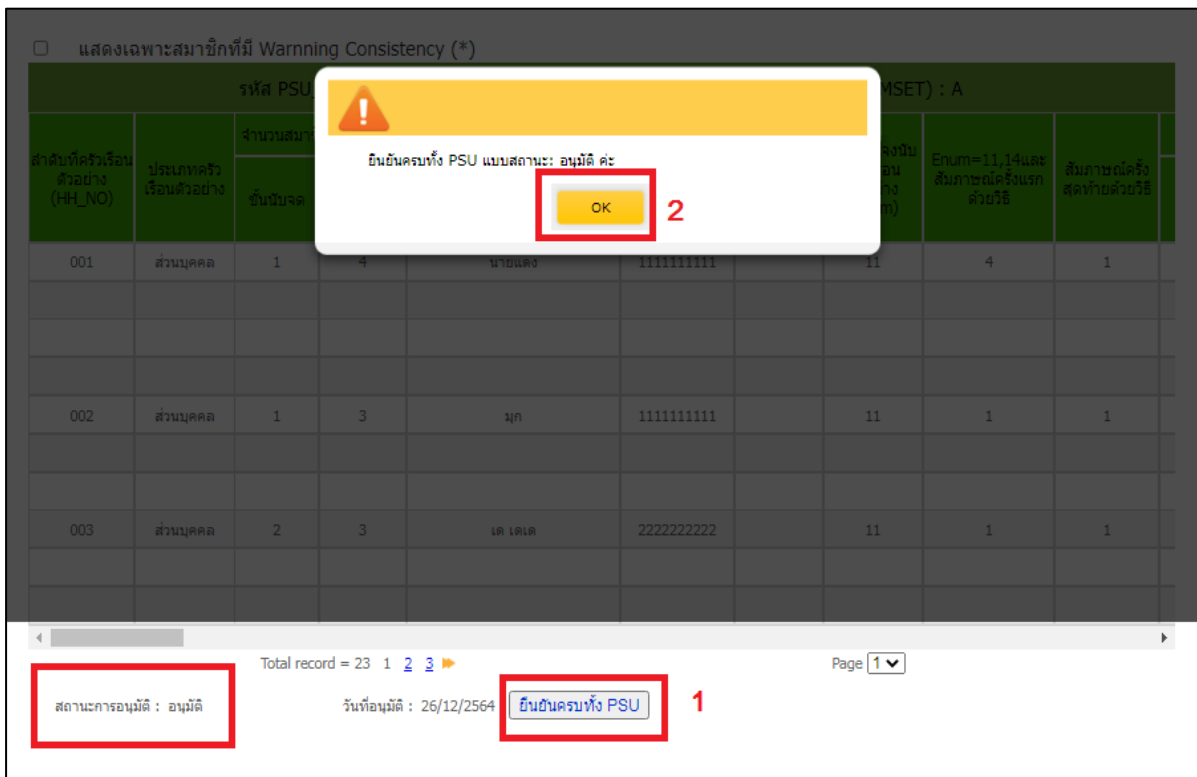 แสดงเฉพาะสมาชิกที่มี Warnning Consistency (*)
รหัส PSU MSET) : A
ลำดับที่ครัวเรือน
ตัวอย่าง
(HH_NO)
ประเภทครัว
เรือนตัวอย่าง
จำนวนสมา
ชั้นนับจด
Enum=11,14และ
สัมภาษณ์ครั้งแรก
ด้วยวิธี
สัมภาษณ์ครั้ง
สุดท้ายด้วยวิธี
ยืนยันครบทั้ง PSU แบบสถานะ: อนุมัติ ค่ะ
OK 2
001 ส่วนบุคคล 1 4 นายแดง 1111111111 11 4 1
002 ส่วนบุคคล 1 3 มุก 1111111111 11 1 1
003 ส่วนบุคคล 2 3 เด เดเด 2222222222 11 1 1
Total record = 23 1 2 3 Page 1
สถานะการอนุมัติ : อนุมัติ วันที่อนุมัติ : 26/12/2564 ยืนยันครบทั้ง PSU 1